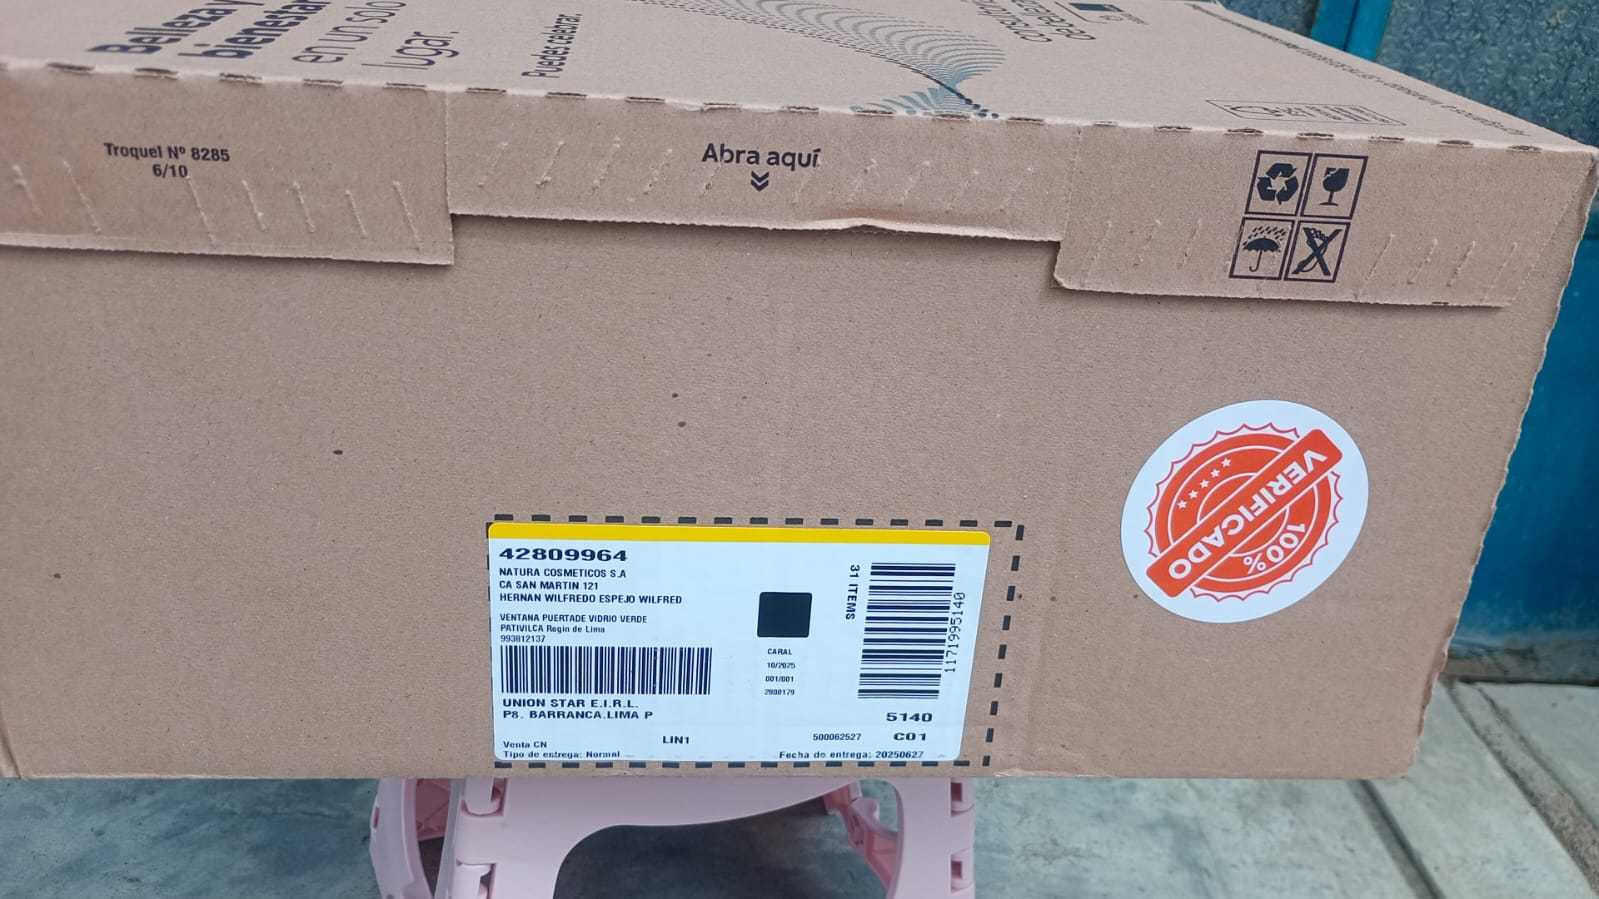 Belleza y
bienestar
en un solo
lugar.
Puedes celebrar.
Troquel Nº 8285
6/10
Abra aquí
100%
VERIFICADO
42809964
NATURA COSMETICOS S.A
CA SAN MARTIN 121
HERNAN WILFREDO ESPEJO WILFRED
VENTANA PUERTADE VIDRIO VERDE
PATIVILCA Regin de Lima
993812137
UNION STAR E.I.R.L.
P8. BARRANCA.LIMA P
Venta CN
Tipo de entrega: Normal
LIN1
CARAL
10/2025
001/001
2800179
31 ITEMS
1171995140
5140
500062527 C01
Fecha de entrega: 20250627